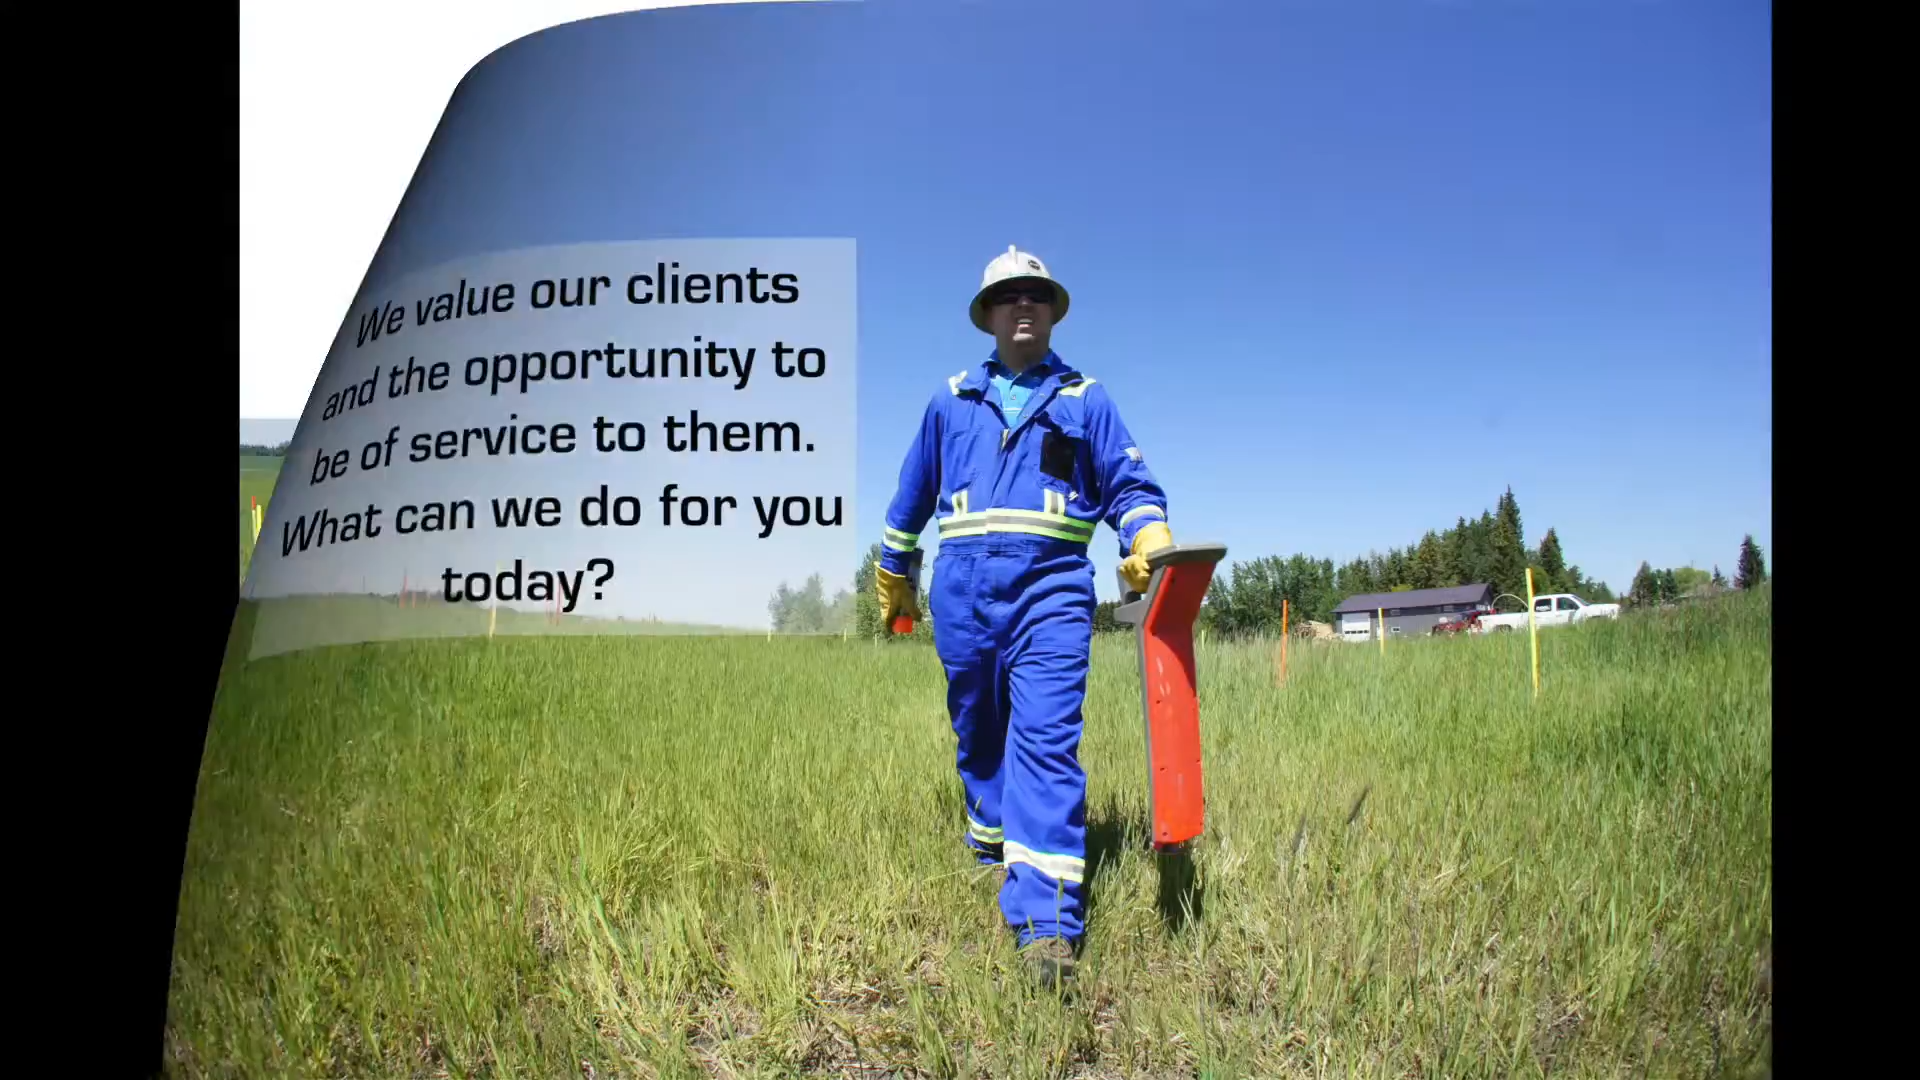 We value our clients
and the opportunity to
be of service to them.
What can we do for you
today?